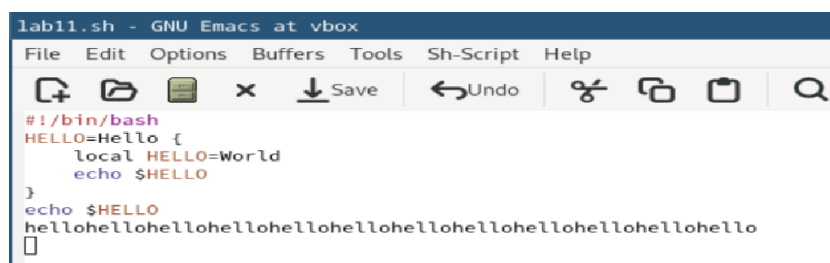 lab11.sh - GNU Emacs at vbox
File Edit Options Buffers Tools Sh-Script Help
Save Undo
#!/bin/bash
HELLO=Hello {
    local HELLO=World
    echo $HELLO
}
echo $HELLO
hellohellohellohellohellohellohellohellohellohellohellohello